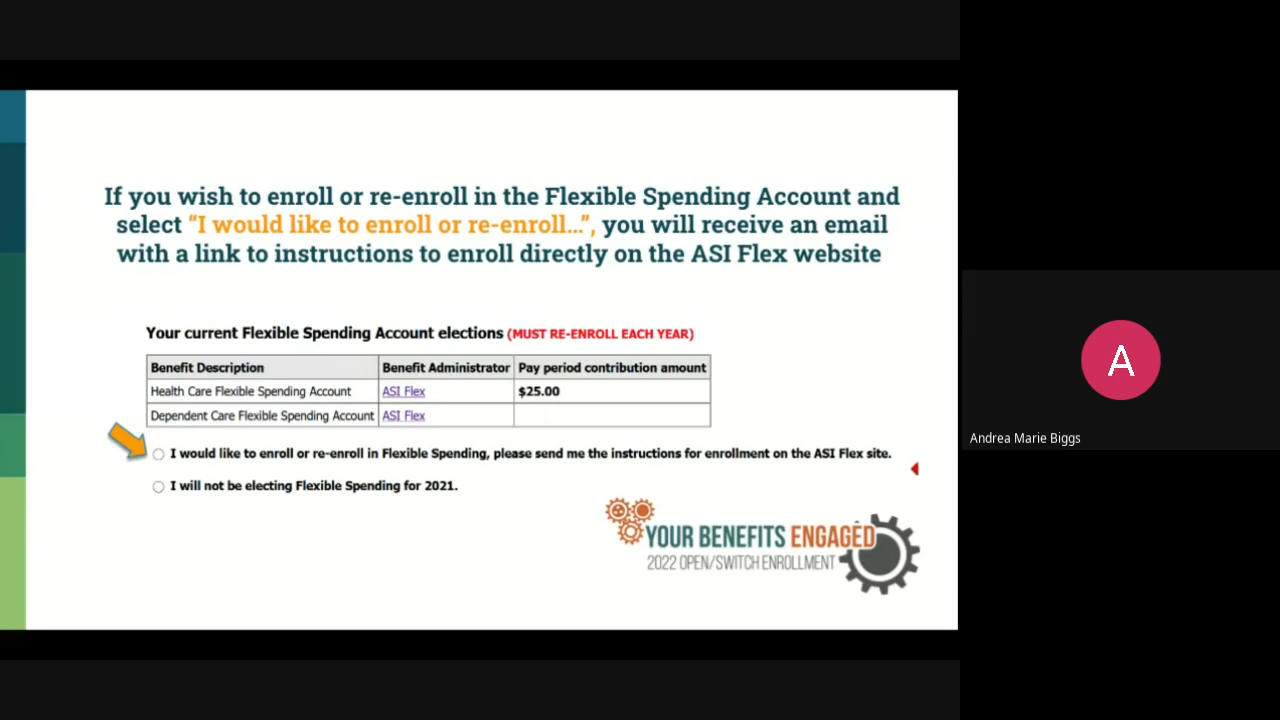 If you wish to enroll or re-enroll in the Flexible Spending Account and
select “I would like to enroll or re-enroll...”, you will receive an email
with a link to instructions to enroll directly on the ASI Flex website
Your current Flexible Spending Account elections (MUST RE-ENROLL EACH YEAR)
Benefit Description Benefit Administrator Pay period contribution amount
Health Care Flexible Spending Account ASI Flex $25.00
Dependent Care Flexible Spending Account ASI Flex
I would like to enroll or re-enroll in Flexible Spending, please send me the instructions for enrollment on the ASI Flex site.
I will not be electing Flexible Spending for 2021.
YOUR BENEFITS ENGAGED
2022 OPEN/SWITCH ENROLLMENT
A
Andrea Marie Biggs